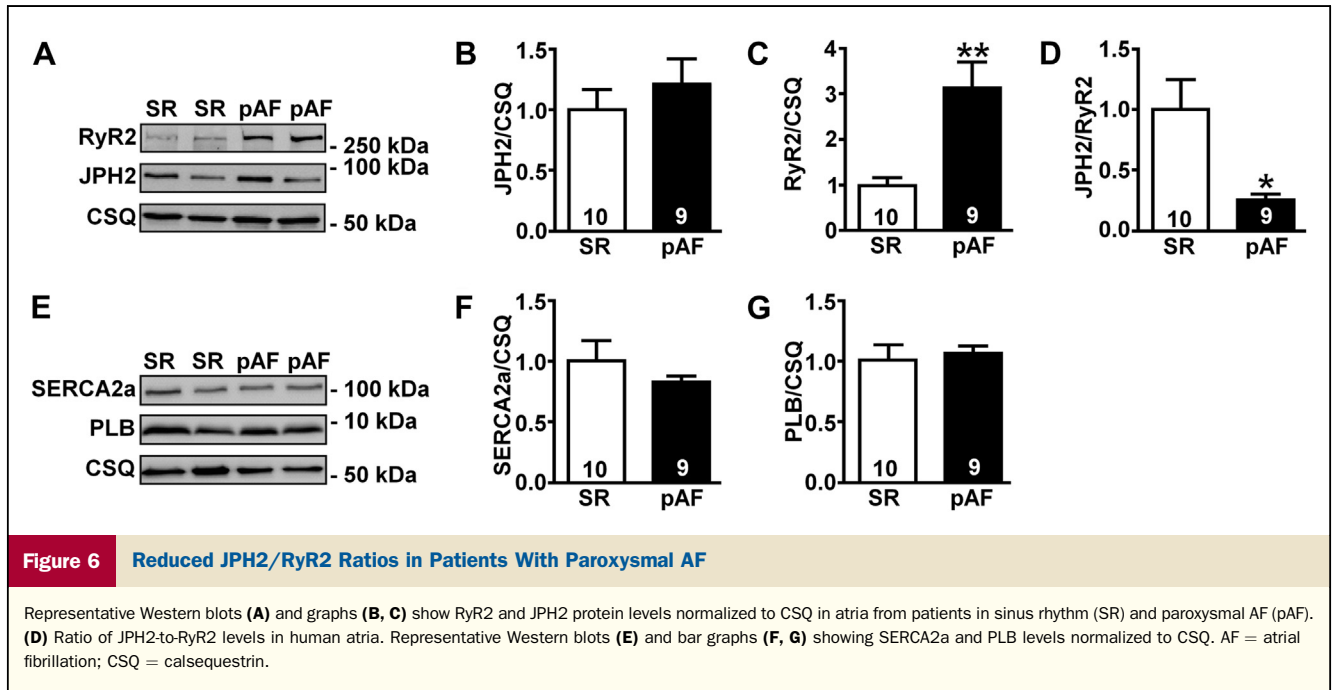 A
SR SR pAF pAF
RyR2
- 250 kDa
- 100 kDa
JPH2
CSQ
- 50 kDa
B
JPH2/CSQ
1.5
1.0
0.5
0.0
10
9
SR pAF
C
RyR2/CSQ
4
3
2
1
0
**
10
9
SR pAF
D
JPH2/RyR2
1.5
1.0
0.5
0.0
*
10
9
SR pAF
E
SR SR pAF pAF
SERCA2a
- 100 kDa
PLB
- 10 kDa
CSQ
- 50 kDa
F
SERCA2a/CSQ
1.5
1.0
0.5
0.0
10
9
SR pAF
G
PLB/CSQ
1.5
1.0
0.5
0.0
10
9
SR pAF
Figure 6 Reduced JPH2/RyR2 Ratios in Patients With Paroxysmal AF
Representative Western blots (A) and graphs (B, C) show RyR2 and JPH2 protein levels normalized to CSQ in atria from patients in sinus rhythm (SR) and paroxysmal AF (pAF).
(D) Ratio of JPH2-to-RyR2 levels in human atria. Representative Western blots (E) and bar graphs (F, G) showing SERCA2a and PLB levels normalized to CSQ. AF = atrial
fibrillation; CSQ = calsequestrin.